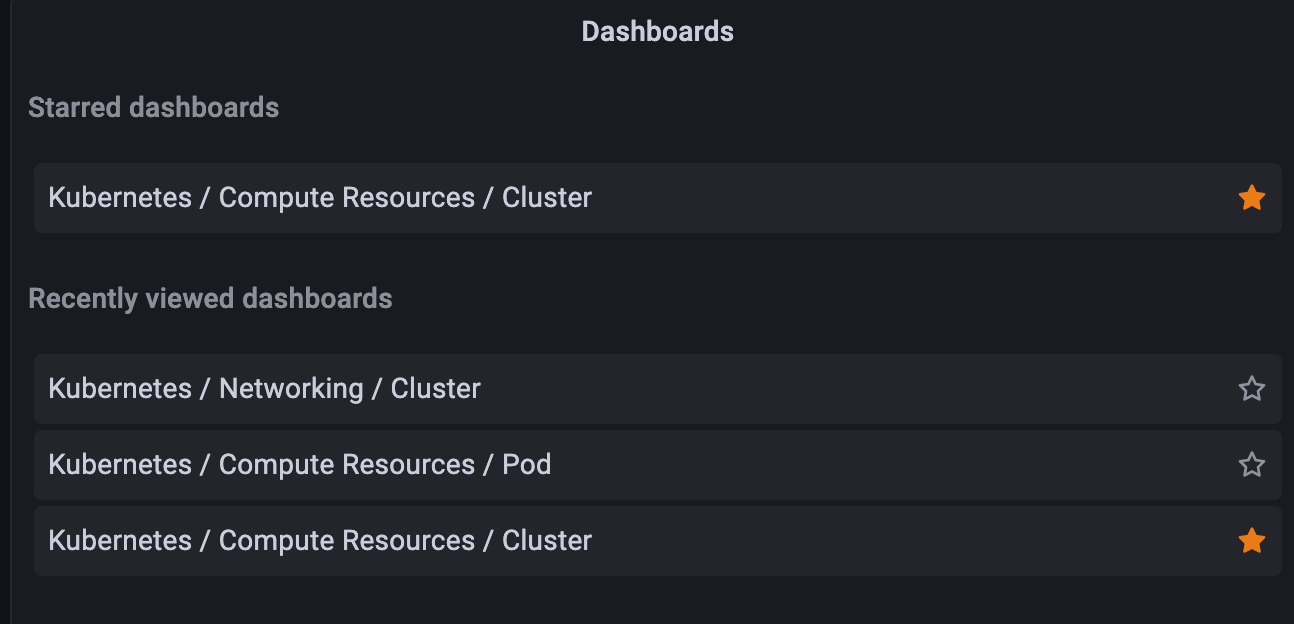 Dashboards
Starred dashboards
Kubernetes / Compute Resources / Cluster
Recently viewed dashboards
Kubernetes / Networking / Cluster
Kubernetes / Compute Resources / Pod
Kubernetes / Compute Resources / Cluster